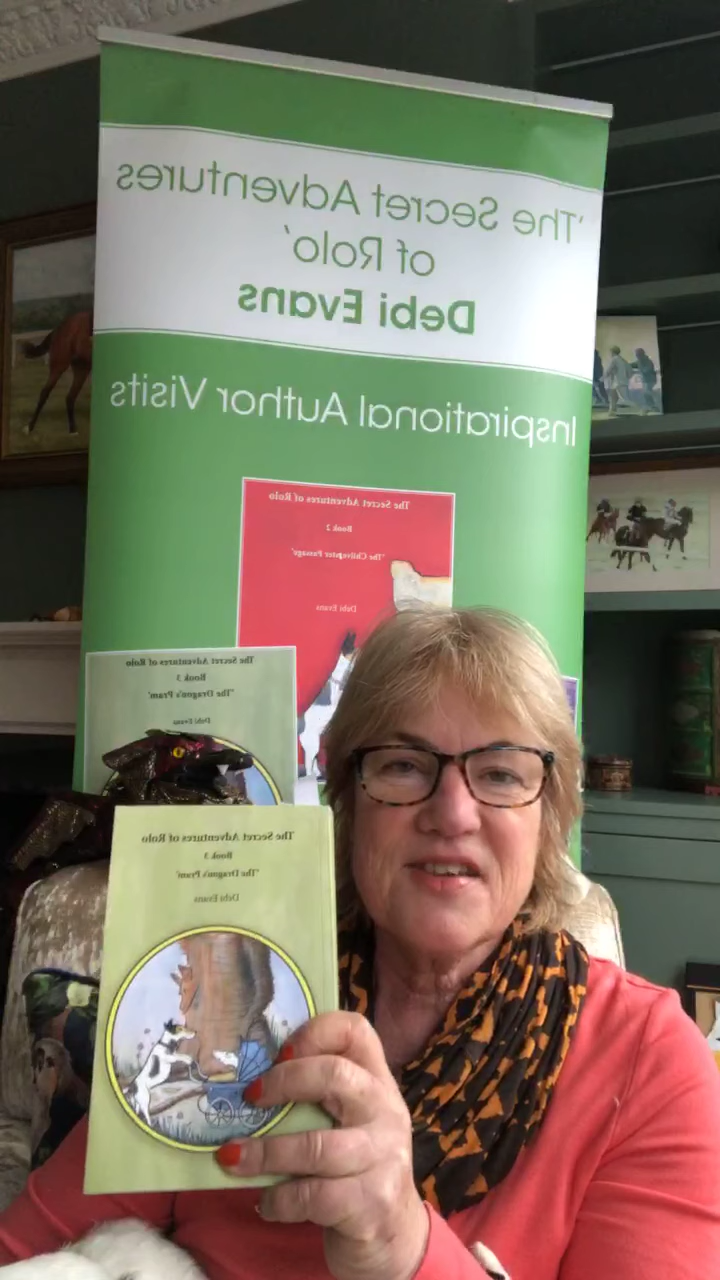 'The Secret Adventures
of Rolo'
Debi Evans
Inspirational Author Visits
The Secret Adventures of Rolo
Book 2
Debi Evans
The Secret Adventures of Rolo
Book 3
"The Dragon's Pram'
Debi Evans
The Secret Adventures of Rolo
Book 3
"The Dragon's Pram'
Debi Evans